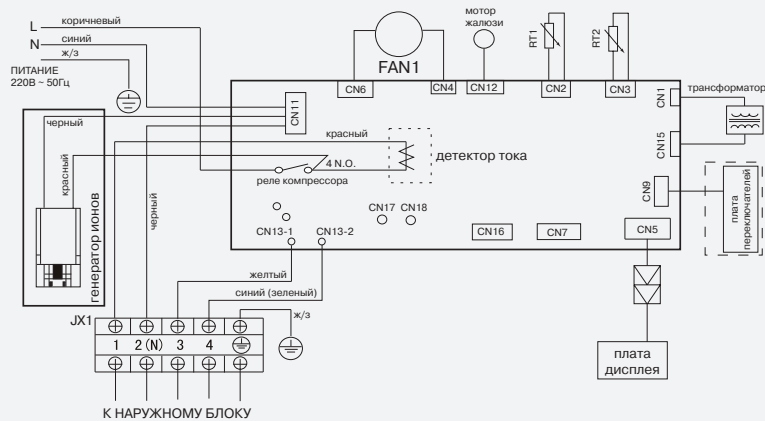 L
коричневый
N
синий
ж/з
ПИТАНИЕ
220В ~ 50Гц
мотор
жалюзи
FAN1
RT1
RT2
CN6
CN4
CN12
CN2
CN3
CN1
трансформатор
CN11
CN15
черный
красный
детектор тока
красный
4 N.O.
реле компрессора
CN9
плата
переключателей
генератор ионов
черный
CN17
CN18
CN13-1
CN13-2
CN16
CN7
CN5
желтый
синий (зеленый)
ж/з
JX1
1
2(N)
3
4
плата
дисплея
К НАРУЖНОМУ БЛОКУ